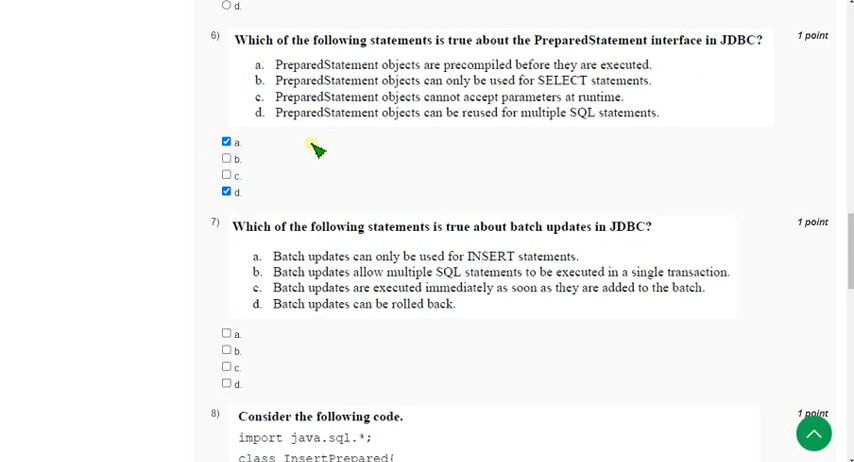 d.
6) Which of the following statements is true about the PreparedStatement interface in JDBC? 1 point
a. PreparedStatement objects are precompiled before they are executed.
b. PreparedStatement objects can only be used for SELECT statements.
c. PreparedStatement objects cannot accept parameters at runtime.
d. PreparedStatement objects can be reused for multiple SQL statements.
a.
b.
c.
d.
7) Which of the following statements is true about batch updates in JDBC? 1 point
a. Batch updates can only be used for INSERT statements.
b. Batch updates allow multiple SQL statements to be executed in a single transaction.
c. Batch updates are executed immediately as soon as they are added to the batch.
d. Batch updates can be rolled back.
a.
b.
c.
d.
8) Consider the following code. 1 point
import java.sql.*;
class InsertPrepared{